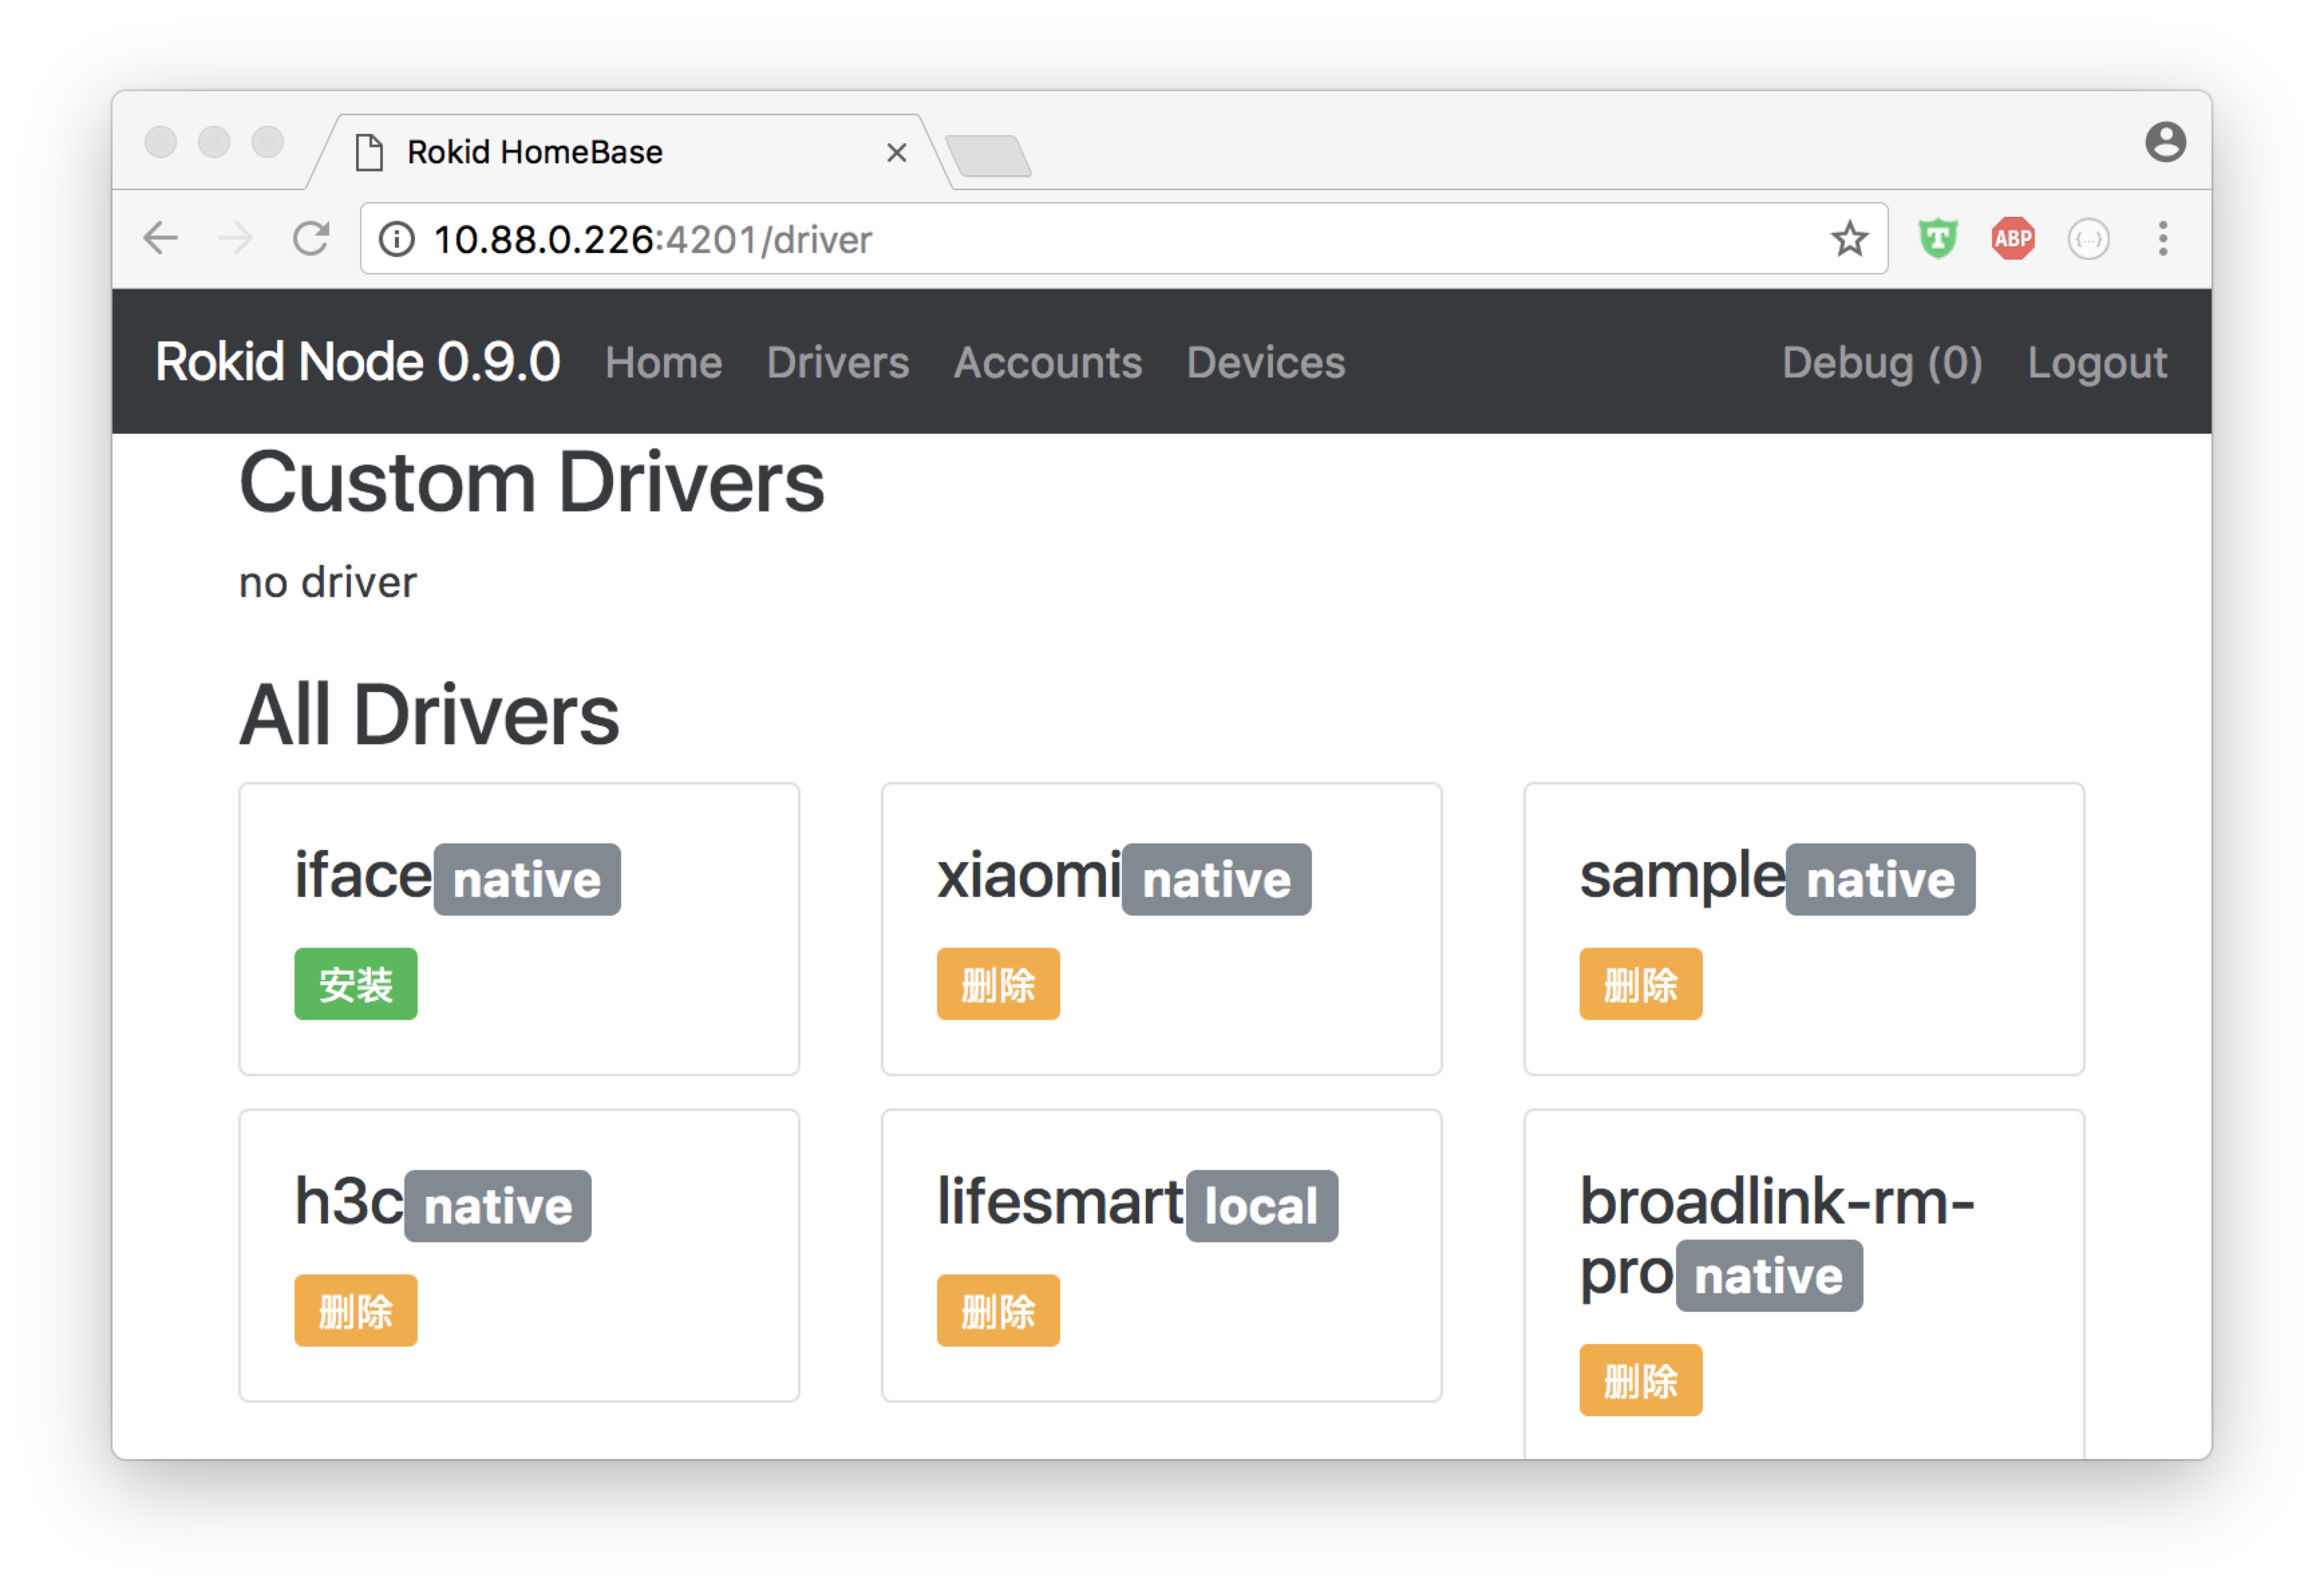 Rokid HomeBase
10.88.0.226:4201/driver
T
ABP
{...}
Rokid Node 0.9.0 Home Drivers Accounts Devices Debug (0) Logout
Custom Drivers
no driver
All Drivers
iface native
安装
xiaomi native
删除
sample native
删除
h3c native
删除
lifesmart local
删除
broadlink-rm-
pro native
删除